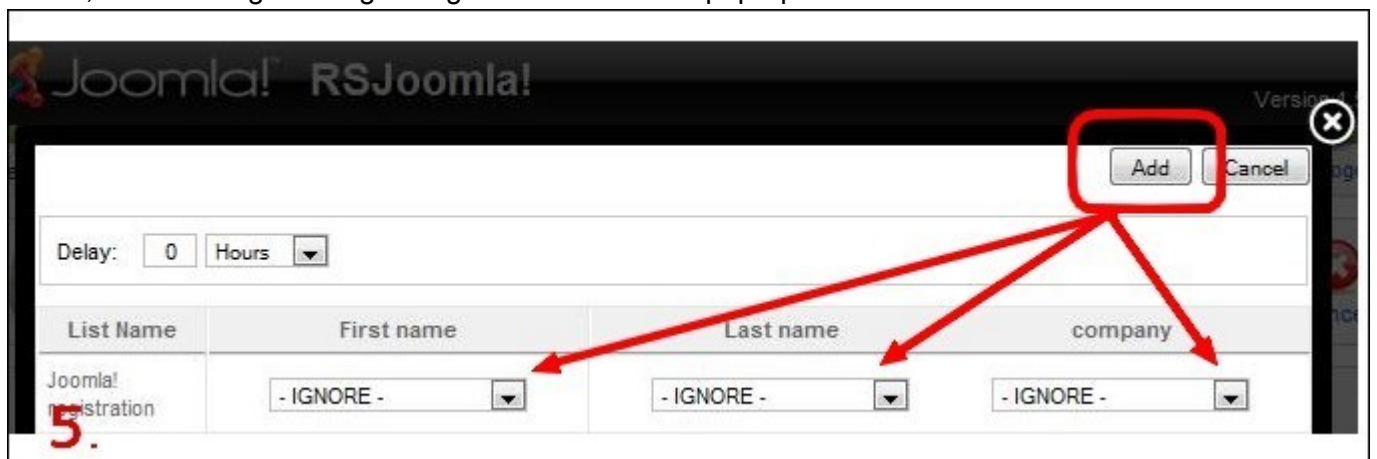 Joomla! RSJoomla!
Version
Add Cancel
Delay: 0 Hours
List Name First name Last name company
Joomla!
registration
- IGNORE - - IGNORE - - IGNORE -
5.